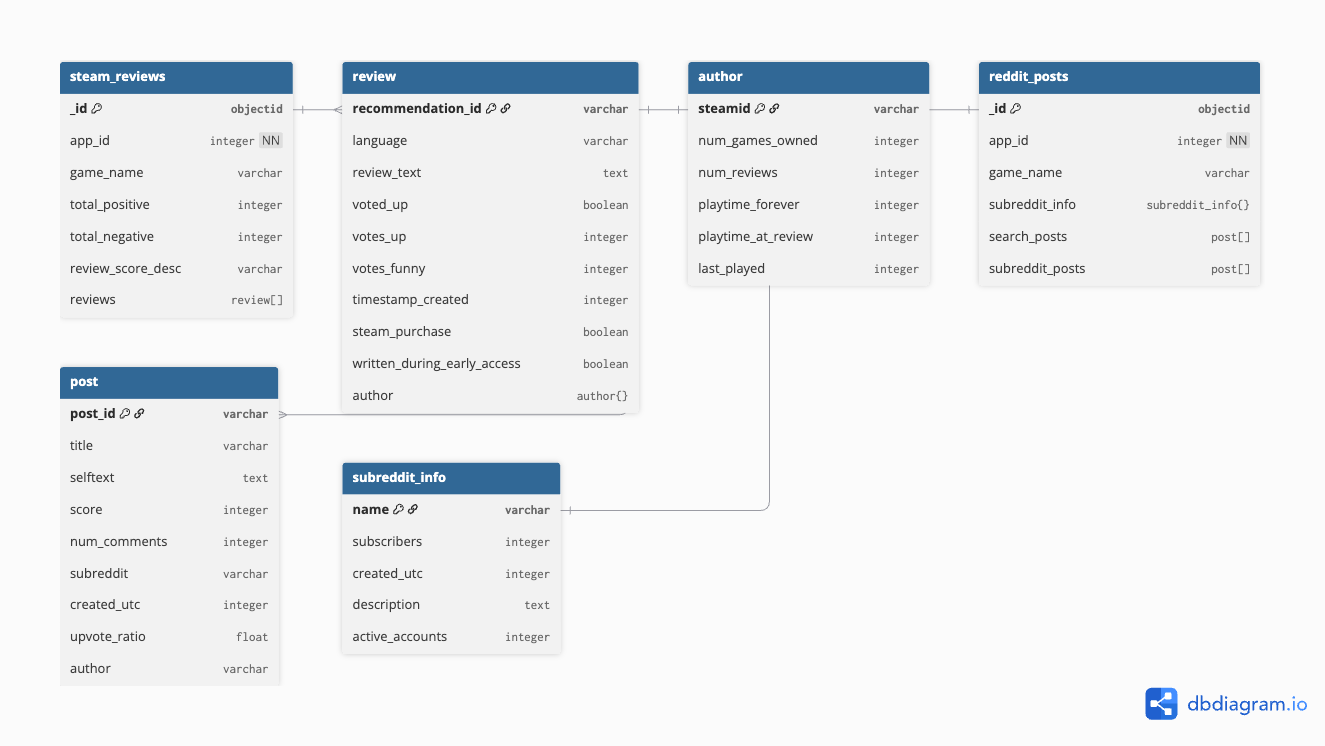 steam_reviews
_id objectid
app_id integer NN
game_name varchar
total_positive integer
total_negative integer
review_score_desc varchar
reviews review[]
review
recommendation_id varchar
language varchar
review_text text
voted_up boolean
votes_up integer
votes_funny integer
timestamp_created integer
steam_purchase boolean
written_during_early_access boolean
author author{}
author
steamid varchar
num_games_owned integer
num_reviews integer
playtime_forever integer
playtime_at_review integer
last_played integer
reddit_posts
_id objectid
app_id integer NN
game_name varchar
subreddit_info subreddit_info{}
search_posts post[]
subreddit_posts post[]
post
post_id varchar
title varchar
selftext text
score integer
num_comments integer
subreddit varchar
created_utc integer
upvote_ratio float
author varchar
subreddit_info
name varchar
subscribers integer
created_utc integer
description text
active_accounts integer
dbdiagram.io